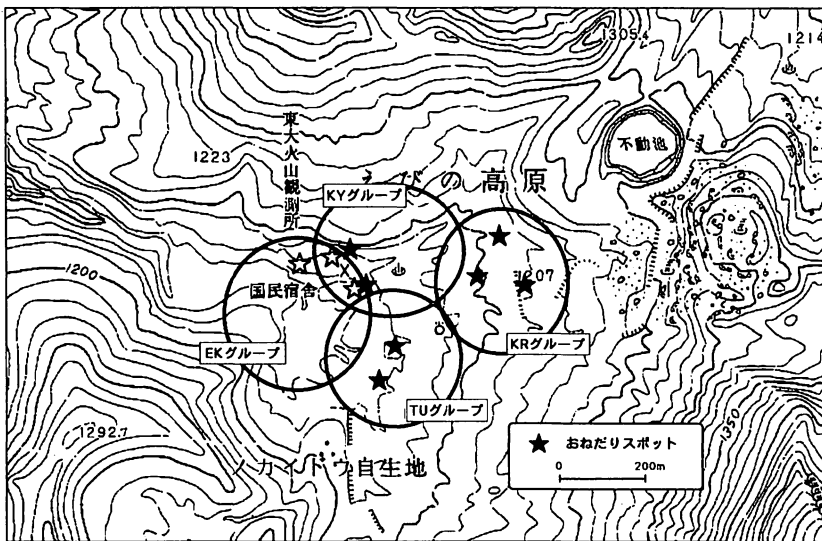 1305.4
1214
不動池
東大火山観測所
1223
えびの高原
KYグループ
1207
1200
国民宿舎
EKグループ
KRグループ
TUグループ
1292.7
ノカイドウ自生地
1350
★ おねだりスポット
0 200m